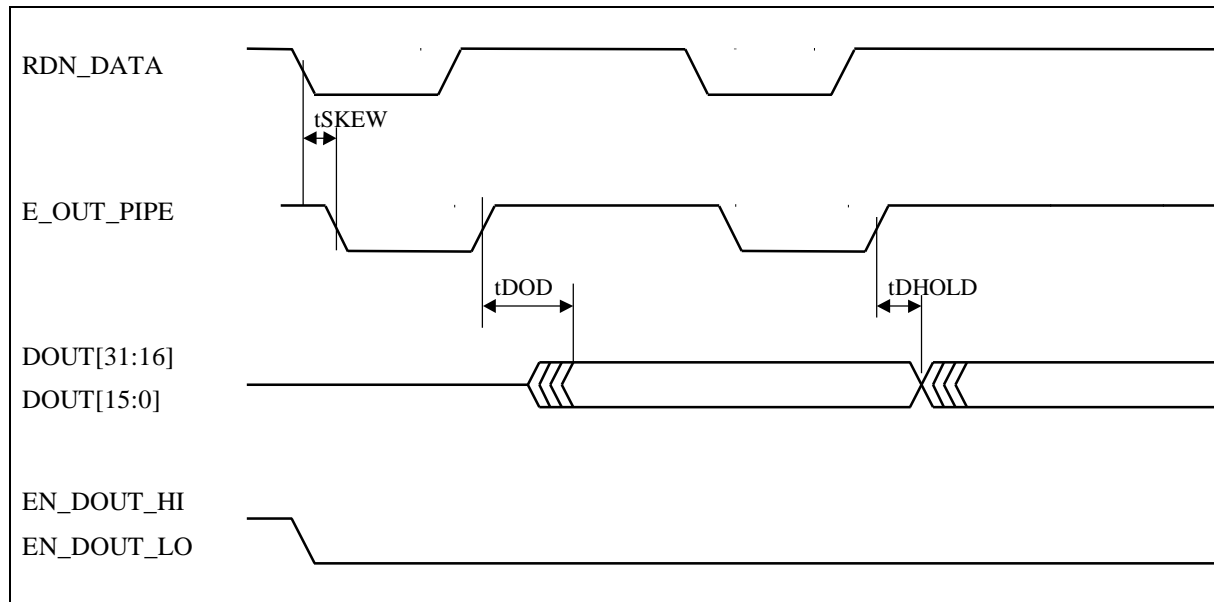 RDN_DATA
tSKEW
E_OUT_PIPE
tDOD
tDHOLD
DOUT[31:16]
DOUT[15:0]
EN_DOUT_HI
EN_DOUT_LO